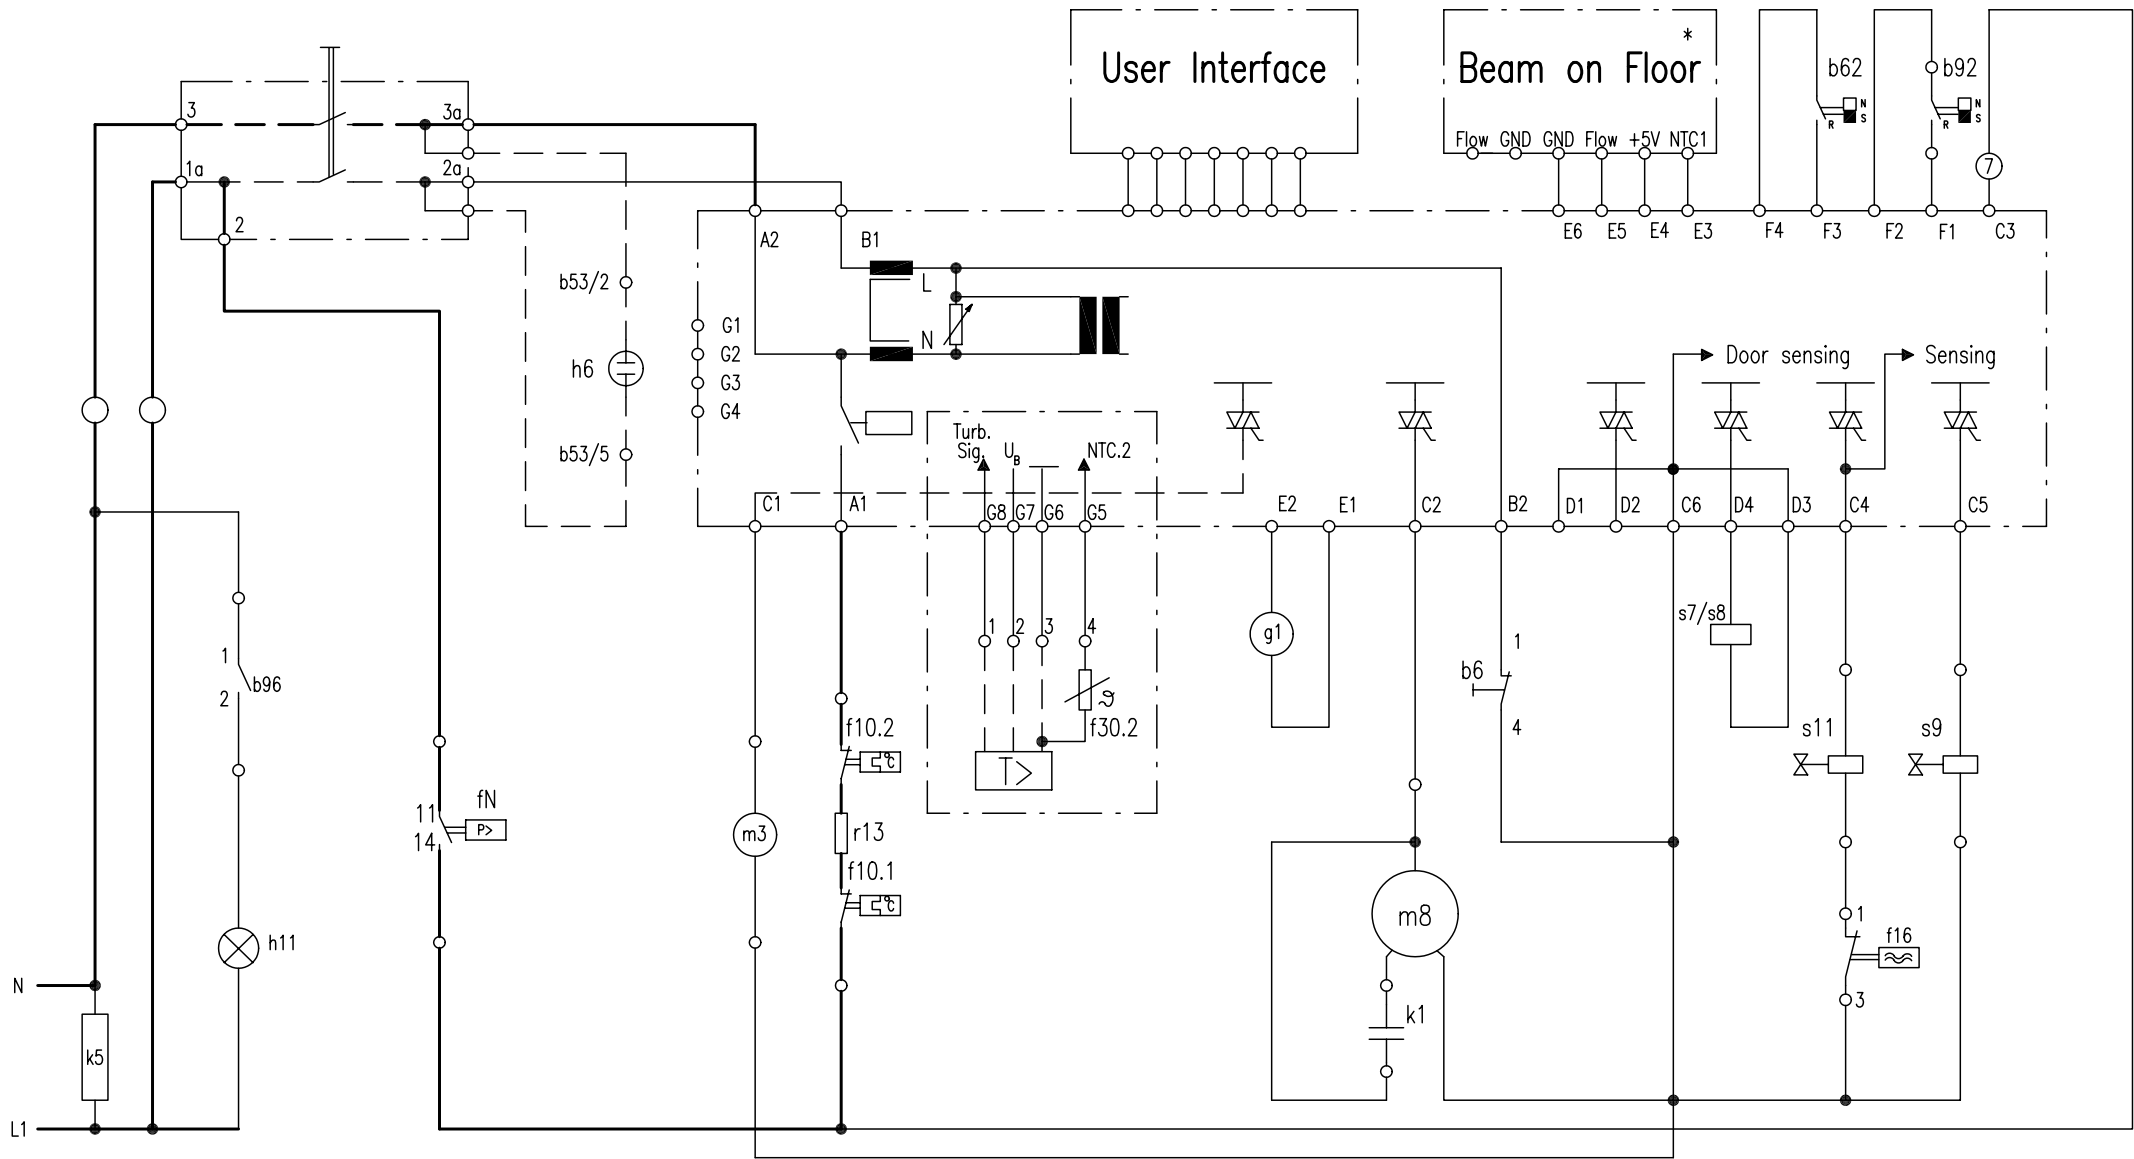 User Interface
Beam on Floor *
Flow GND GND Flow +5V NTC1
b62
N
S
R
b92
N
S
R
7
3
3a
1a
2a
2
A2
B1
E6 E5 E4 E3 F4 F3 F2 F1 C3
b53/2
h6
b53/5
L
N
G1
G2
G3
G4
Door sensing
Sensing
Turb.
Sig.
UB
NTC.2
C1 A1 G8 G7 G6 G5 E2 E1 C2 B2 D1 D2 C6 D4 D3 C4 C5
1 2 3 4
ϑ
f30.2
T>
g1
s7/s8
1
b6
4
1
2
b96
f10.2
°C
r13
f10.1
°C
m3
11
14
fN
P>
s11
s9
h11
m8
k1
1
f16
3
N
k5
L1